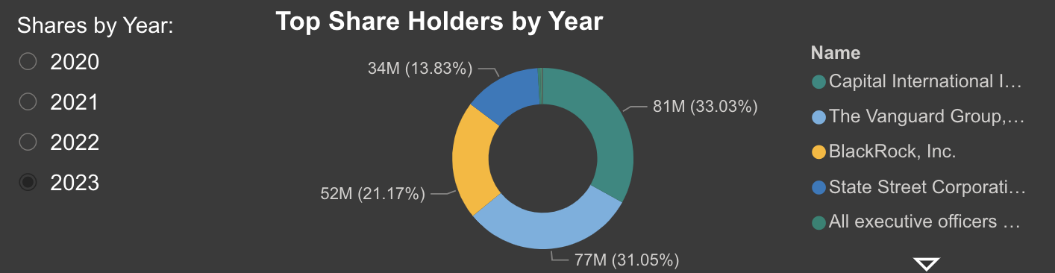 Shares by Year:
2020
2021
2022
2023
Top Share Holders by Year
34M (13.83%)
81M (33.03%)
52M (21.17%)
77M (31.05%)
Name
Capital International I…
The Vanguard Group,…
BlackRock, Inc.
State Street Corporati…
All executive officers …